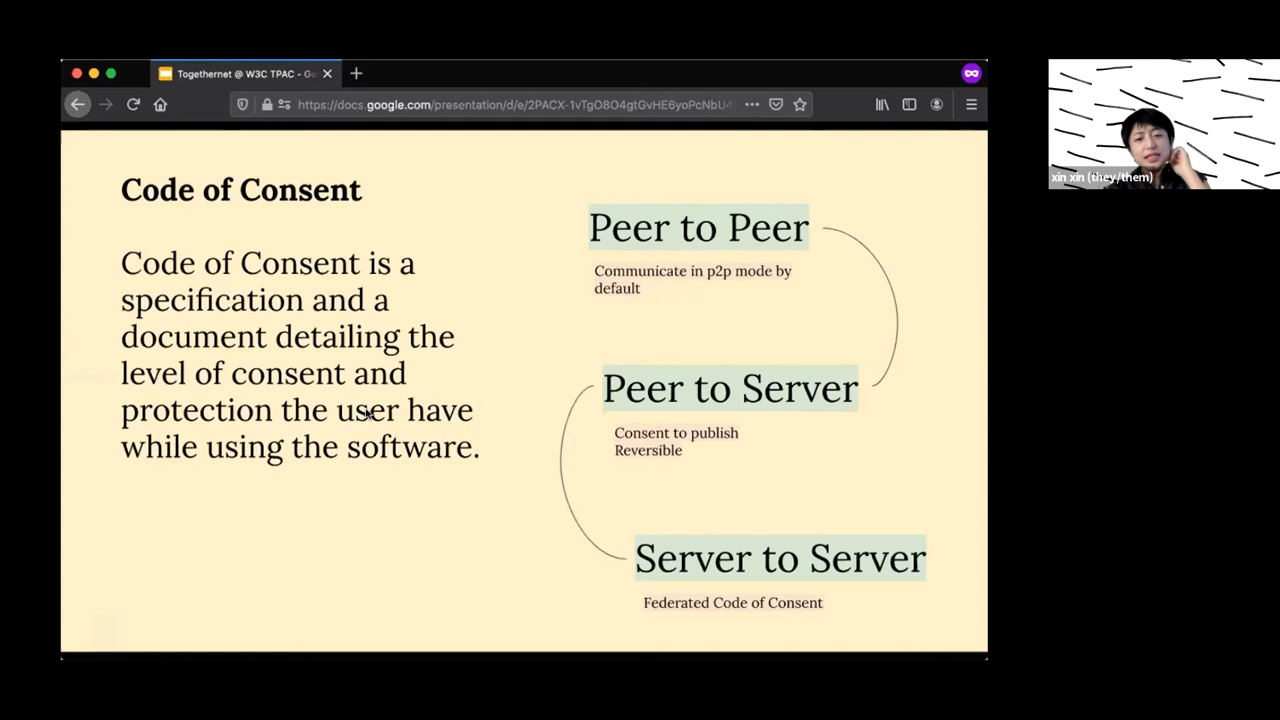 Togethernet @ W3C TPAC - Go
https://docs.google.com/presentation/d/e/2PACX-1vTgO8O4gtGvHE6yoPcNbU4
Code of Consent
Code of Consent is a
specification and a
document detailing the
level of consent and
protection the user have
while using the software.
Peer to Peer
Communicate in p2p mode by
default
Peer to Server
Consent to publish
Reversible
Server to Server
Federated Code of Consent
xin xin (they/them)